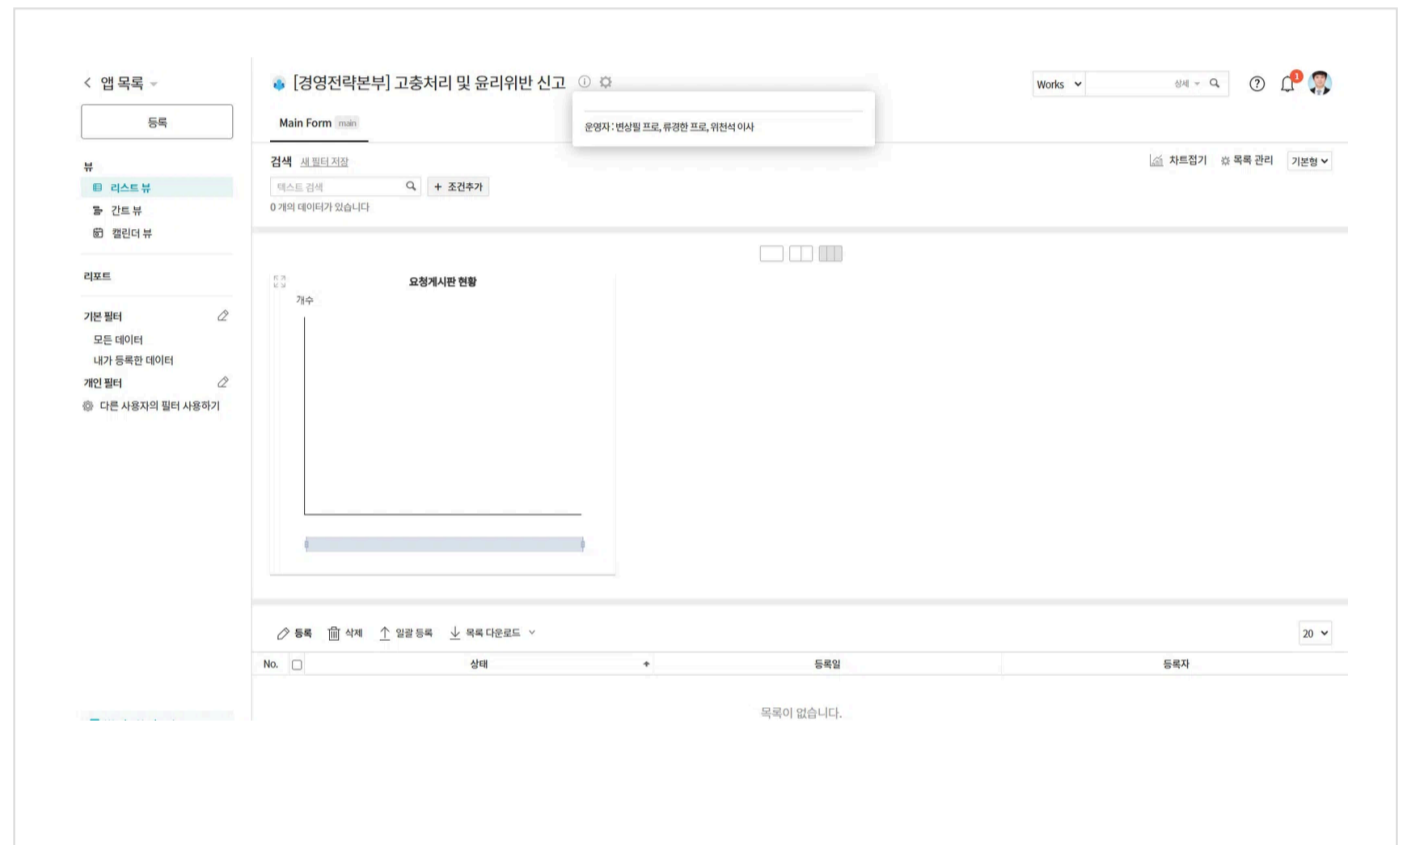 앱 목록
[경영전략본부] 고충처리 및 윤리위반 신고
Works
상세
1
등록
Main Form main
운영자 : 변상필 프로, 류경한 프로, 위천석 이사
뷰
리스트 뷰
간트 뷰
캘린더 뷰
리포트
기본 필터
모든 데이터
내가 등록한 데이터
개인 필터
다른 사용자의 필터 사용하기
검색 새 필터 저장
차트접기
목록 관리
기본형
텍스트 검색
+ 조건추가
0 개의 데이터가 있습니다
요청게시판 현황
개수
등록 삭제 일괄 등록 목록 다운로드
20
No. 상태 등록일 등록자
목록이 없습니다.